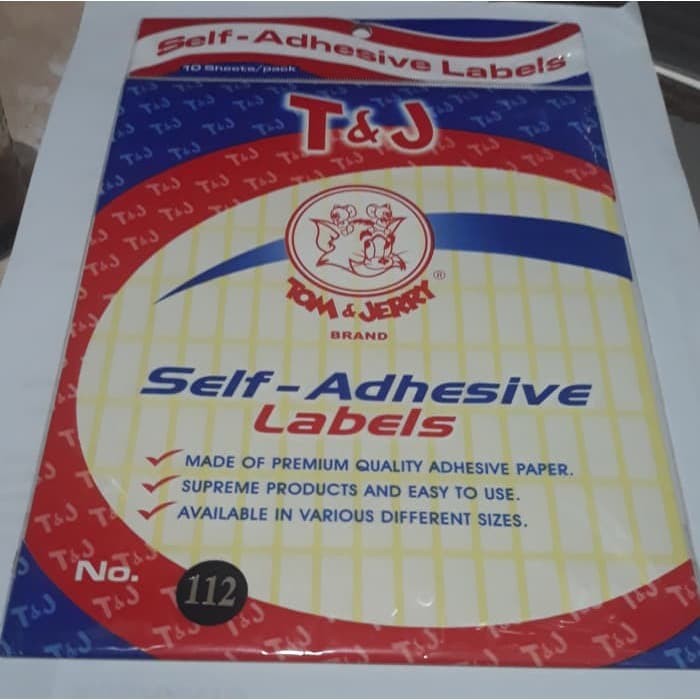 Self-Adhesive Labels
10 Sheets/pack
T&J
TOM & JERRY®
BRAND
Self-Adhesive
Labels
MADE OF PREMIUM QUALITY ADHESIVE PAPER.
SUPREME PRODUCTS AND EASY TO USE.
AVAILABLE IN VARIOUS DIFFERENT SIZES.
No. 112